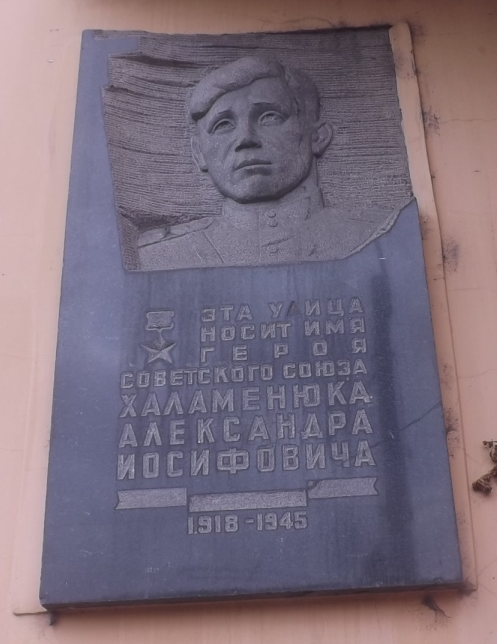 ЭТА УЛИЦА
НОСИТ ИМЯ
ГЕРОЯ
СОВЕТСКОГО СОЮЗА
ХАЛАМЕНЮКА
АЛЕКСАНДРА
ИОСИФОВИЧА
1918-1945